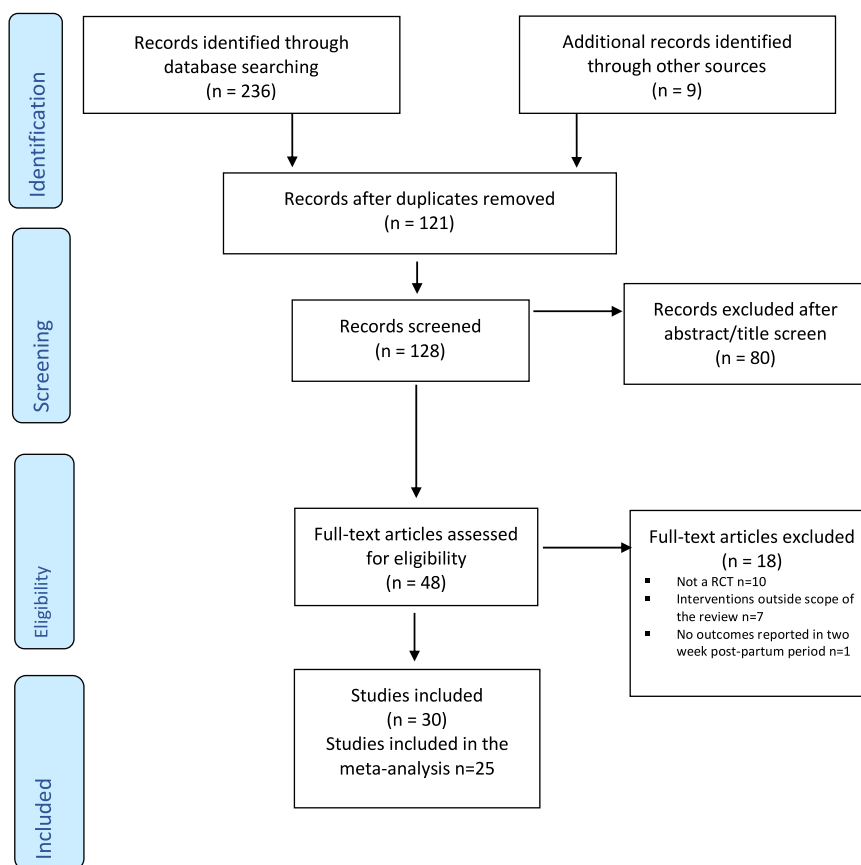 Identification
Records identified through
database searching
(n = 236)
Additional records identified
through other sources
(n = 9)
Records after duplicates removed
(n = 121)
Screening
Records screened
(n = 128)
Records excluded after
abstract/title screen
(n = 80)
Eligibility
Full-text articles assessed
for eligibility
(n = 48)
Full-text articles excluded
(n = 18)
▪ Not a RCT n=10
▪ Interventions outside scope of
the review n=7
▪ No outcomes reported in two
week post-partum period n=1
Included
Studies included
(n = 30)
Studies included in the
meta-analysis n=25